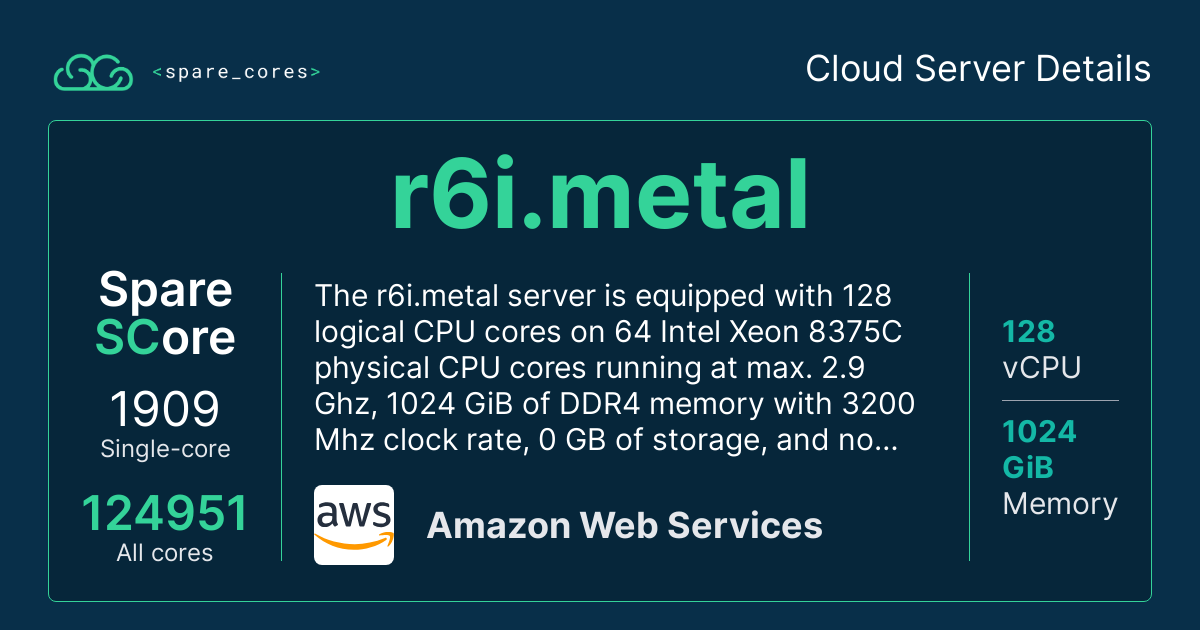 <spare_cores>
Cloud Server Details
r6i.metal
Spare
SCore
1909
Single-core
124951
All cores
The r6i.metal server is equipped with 128
logical CPU cores on 64 Intel Xeon 8375C
physical CPU cores running at max. 2.9
Ghz, 1024 GiB of DDR4 memory with 3200
Mhz clock rate, 0 GB of storage, and no...
aws
Amazon Web Services
128
vCPU
1024
GiB
Memory